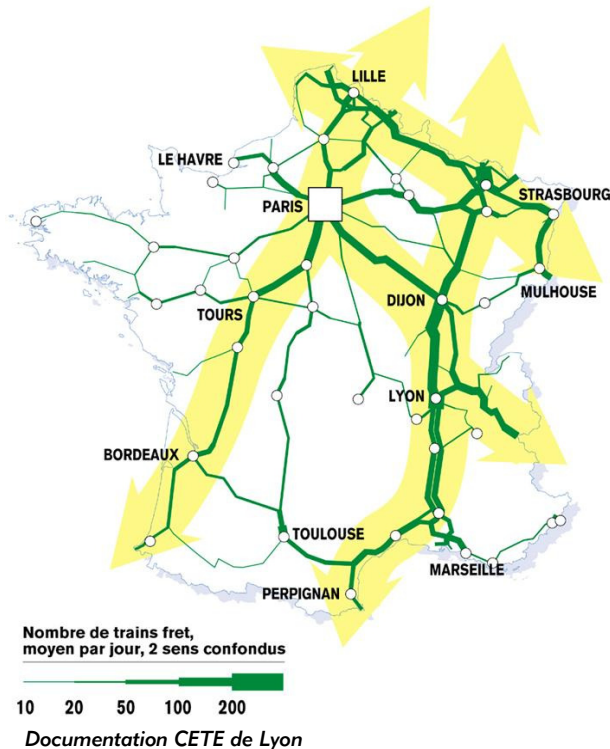 LILLE
LE HAVRE
PARIS
STRASBOURG
MULHOUSE
DIJON
TOURS
LYON
BORDEAUX
TOULOUSE
MARSEILLE
PERPIGNAN
Nombre de trains fret,
moyen par jour, 2 sens confondus
10 20 50 100 200
Documentation CETE de Lyon